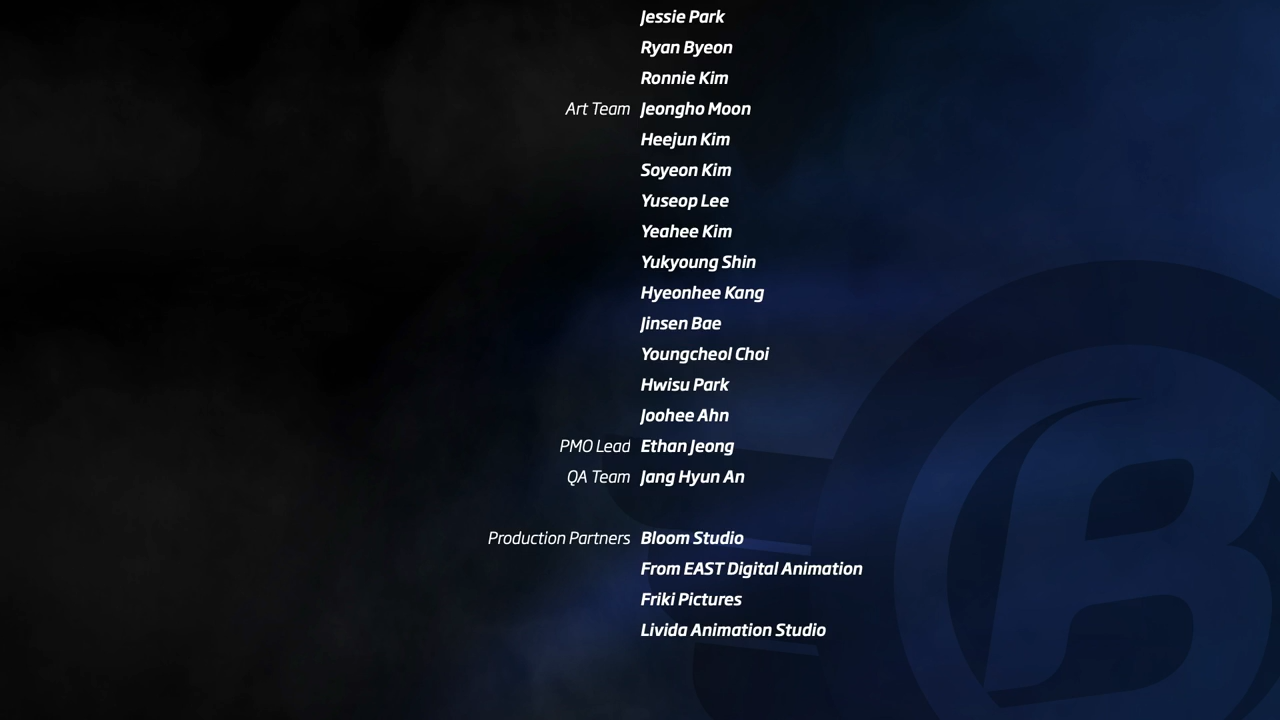 Jessie Park
Ryan Byeon
Ronnie Kim
Art Team Jeongho Moon
Heejun Kim
Soyeon Kim
Yuseop Lee
Yeahee Kim
Yukyoung Shin
Hyeonhee Kang
Jinsen Bae
Youngcheol Choi
Hwisu Park
Joohee Ahn
PMO Lead Ethan Jeong
QA Team Jang Hyun An
Production Partners Bloom Studio
From EAST Digital Animation
Friki Pictures
Livida Animation Studio
B